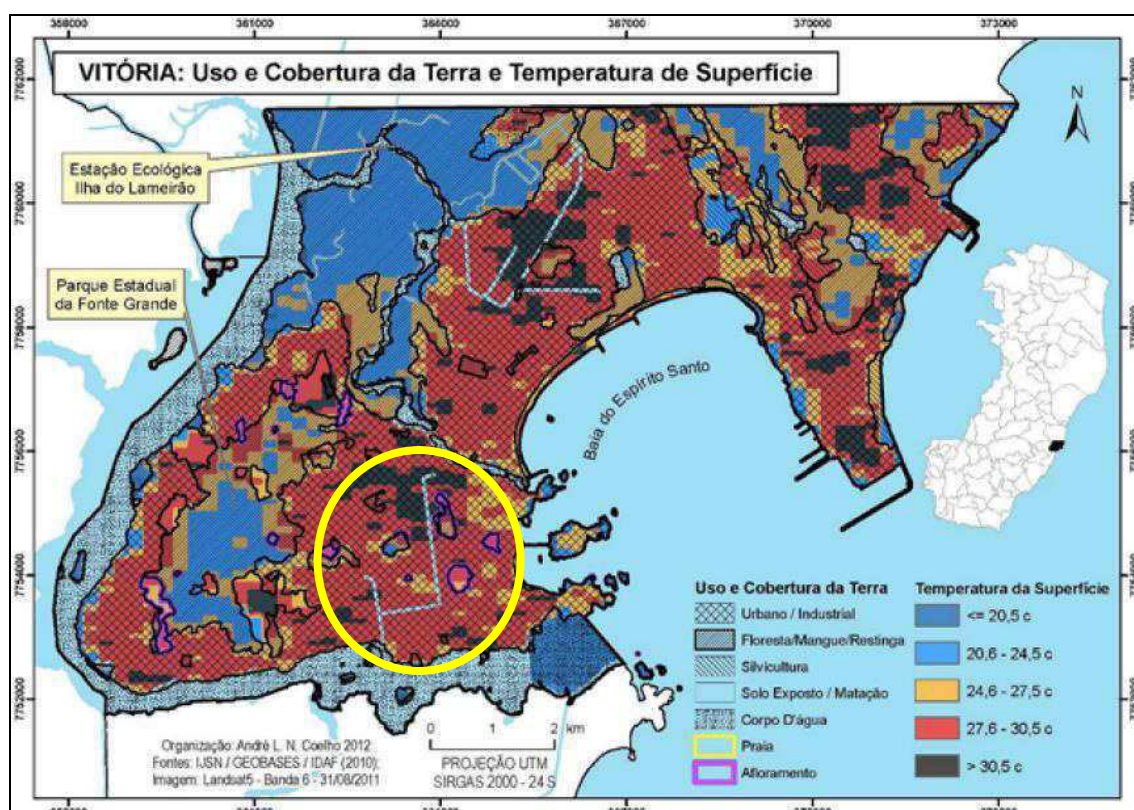 358000 361000 364000 367000 370000 373000
VITÓRIA: Uso e Cobertura da Terra e Temperatura de Superfície
N
7762000
7760000
7758000
7756000
7754000
7752000
Estação Ecológica
Ilha do Lameirão
Parque Estadual
da Fonte Grande
Baia do Espírito Santo
Uso e Cobertura da Terra
Urbano / Industrial
Floresta/Mangue/Restinga
Silvicultura
Solo Exposto / Matação
Corpo D'água
Praia
Afloramento
Temperatura da Superfície
<= 20,5 c
20,6 - 24,5 c
24,6 - 27,5 c
27,6 - 30,5 c
> 30,5 c
Organização: André L. N. Coelho 2012
Fontes: IJSN / GEOBASES / IDAF (2010);
Imagem: Landsat5 - Banda 6 - 31/08/2011
0 1 2 km
PROJEÇÃO UTM
SIRGAS 2000 - 24 S